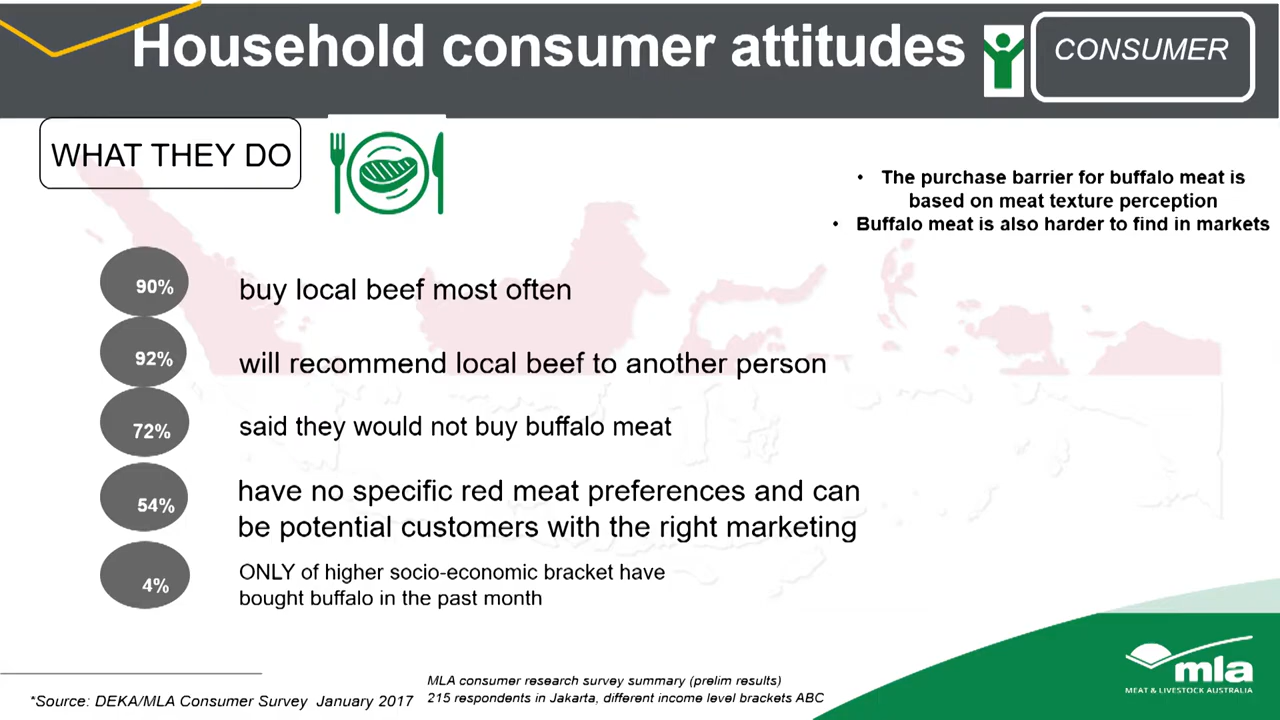 Household consumer attitudes
CONSUMER
WHAT THEY DO
• The purchase barrier for buffalo meat is
based on meat texture perception
• Buffalo meat is also harder to find in markets
90% buy local beef most often
92% will recommend local beef to another person
72% said they would not buy buffalo meat
54% have no specific red meat preferences and can
be potential customers with the right marketing
4% ONLY of higher socio-economic bracket have
bought buffalo in the past month
*Source: DEKA/MLA Consumer Survey January 2017
MLA consumer research survey summary (prelim results)
215 respondents in Jakarta, different income level brackets ABC
mla
MEAT & LIVESTOCK AUSTRALIA